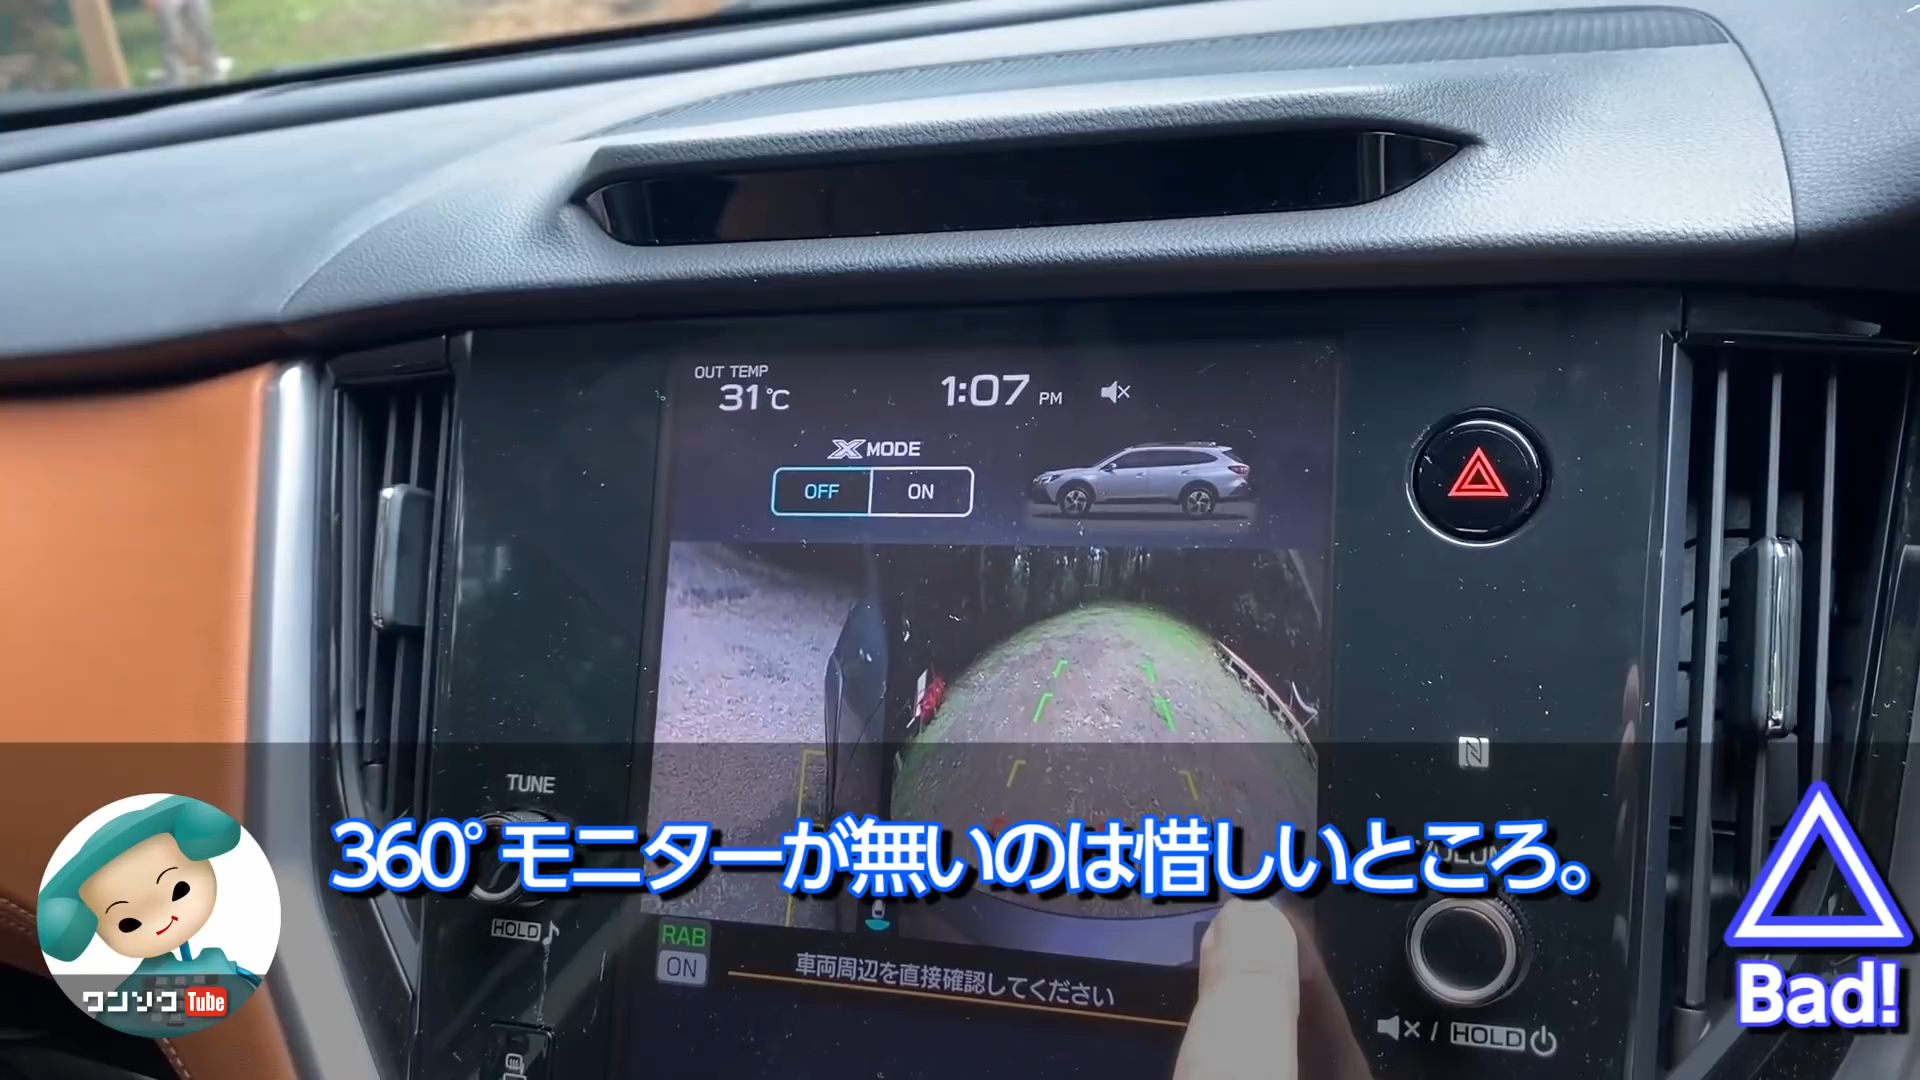 OUT TEMP
31℃
1:07 PM
X MODE
OFF ON
TUNE
HOLD
360°モニターが無いのは惜しいところ。
VOLUME
RAB
ON
車両周辺を直接確認してください
ワンソクTube
Bad!
/ HOLD